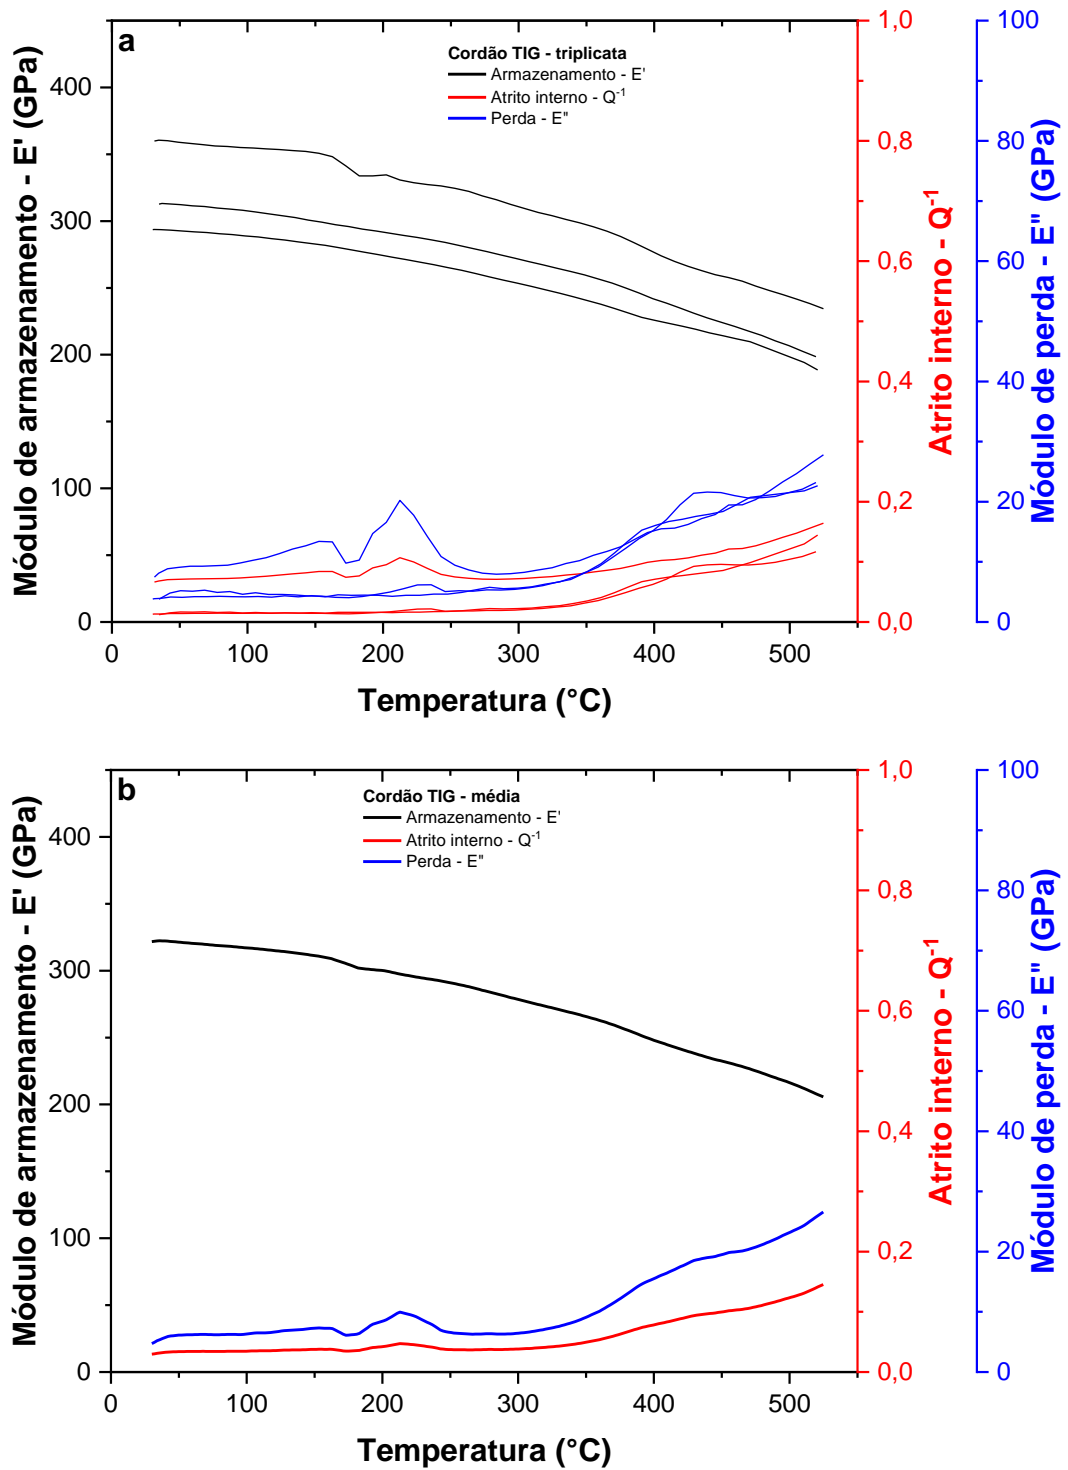 a
Cordão TIG - triplicata
Armazenamento - E'
Atrito interno - Q⁻¹
Perda - E"
Módulo de armazenamento - E' (GPa)
400
300
200
100
0
0 100 200 300 400 500
Temperatura (°C)
1,0
0,8
0,6
0,4
0,2
0,0
Atrito interno - Q⁻¹
100
80
60
40
20
0
Módulo de perda - E" (GPa)
b
Cordão TIG - média
Armazenamento - E'
Atrito interno - Q⁻¹
Perda - E"
Módulo de armazenamento - E' (GPa)
400
300
200
100
0
0 100 200 300 400 500
Temperatura (°C)
1,0
0,8
0,6
0,4
0,2
0,0
Atrito interno - Q⁻¹
100
80
60
40
20
0
Módulo de perda - E" (GPa)